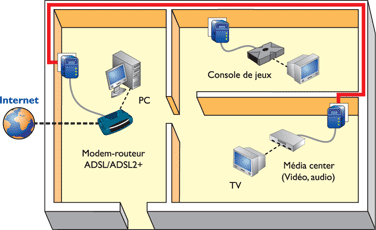 Console de jeux
PC
Internet
Modem-routeur
ADSL/ADSL2+
TV
Média center
(Vidéo, audio)